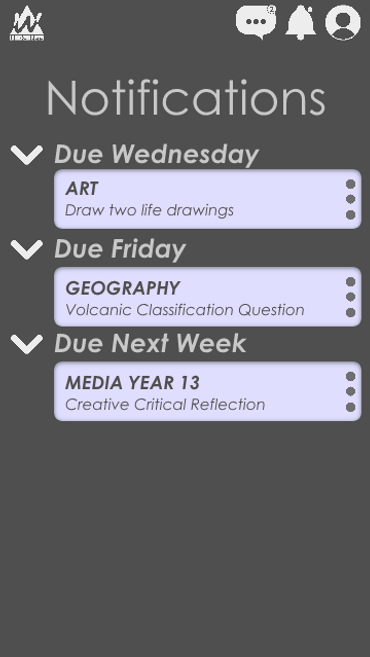 Notifications
Due Wednesday
ART
Draw two life drawings
Due Friday
GEOGRAPHY
Volcanic Classification Question
Due Next Week
MEDIA YEAR 13
Creative Critical Reflection